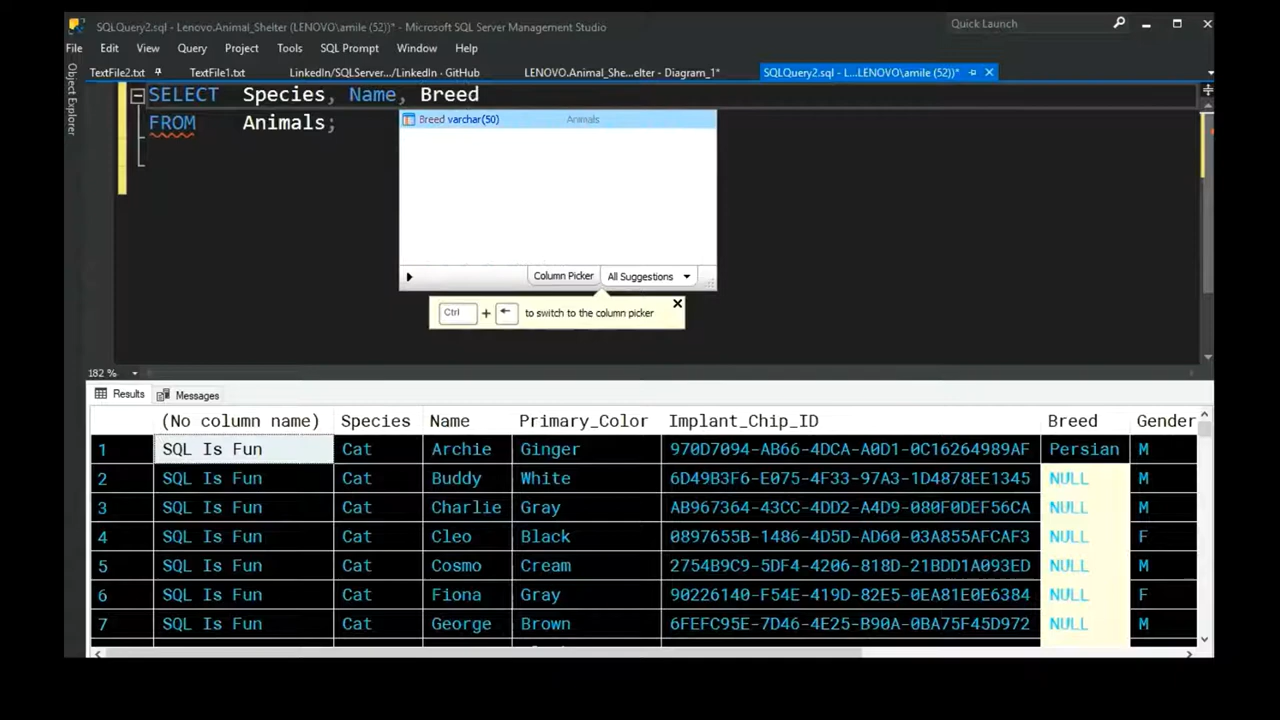 SQLQuery2.sql - Lenovo.Animal_Shelter (LENOVO\amile (52))* - Microsoft SQL Server Management Studio
Quick Launch
File Edit View Query Project Tools SQL Prompt Window Help
TextFile2.txt TextFile1.txt LinkedIn/SQLServer.../LinkedIn - GitHub LENOVO.Animal_She...elter - Diagram_1* SQLQuery2.sql - L...LENOVO\amile (52))*
Object Explorer
SELECT Species, Name, Breed
FROM Animals;
Breed varchar(50) Animals
Column Picker All Suggestions
Ctrl + ← to switch to the column picker
182 %
Results Messages
(No column name) Species Name Primary_Color Implant_Chip_ID Breed Gender
1 SQL Is Fun Cat Archie Ginger 970D7094-AB66-4DCA-A0D1-0C16264989AF Persian M
2 SQL Is Fun Cat Buddy White 6D49B3F6-E075-4F33-97A3-1D4878EE1345 NULL M
3 SQL Is Fun Cat Charlie Gray AB967364-43CC-4DD2-A4D9-080F0DEF56CA NULL M
4 SQL Is Fun Cat Cleo Black 0897655B-1486-4D5D-AD60-03A855AFCAF3 NULL F
5 SQL Is Fun Cat Cosmo Cream 2754B9C9-5DF4-4206-818D-21BDD1A093ED NULL M
6 SQL Is Fun Cat Fiona Gray 90226140-F54E-419D-82E5-0EA81E0E6384 NULL F
7 SQL Is Fun Cat George Brown 6FEFC95E-7D46-4E25-B90A-0BA75F45D972 NULL M